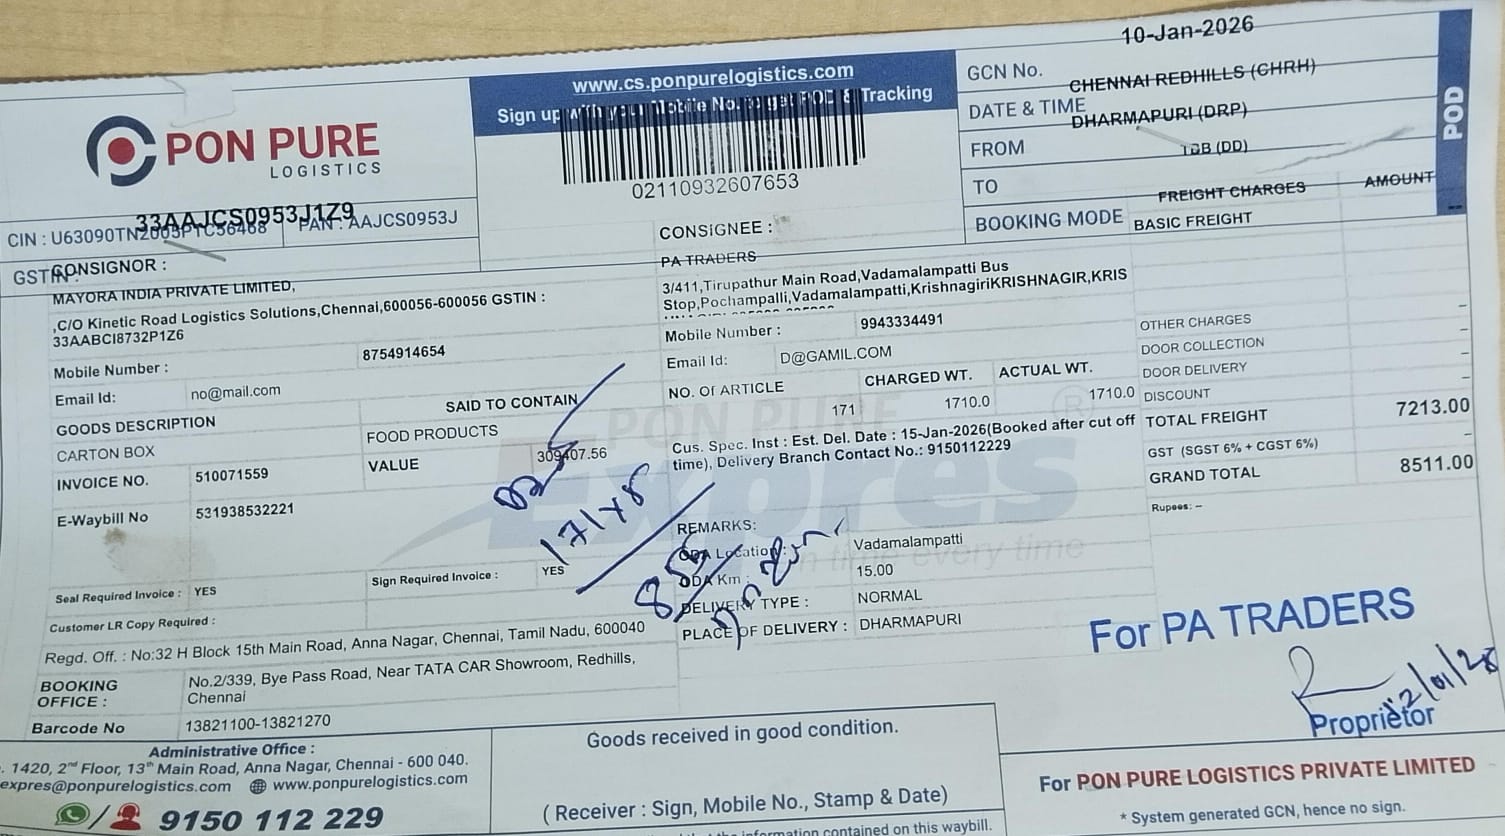 10-Jan-2026
www.cs.ponpurelogistics.com
Sign up with your Mobile No. to get POD & Tracking
GCN No.
CHENNAI REDHILLS (CHRH)
DATE & TIME
DHARMAPURI (DRP)
FROM
TBB (DD)
TO
BOOKING MODE
POD
PON PURE
LOGISTICS
02110932607653
33AAJCS0953J1Z9
CIN : U63090TN2005PTC56468
PAN : AAJCS0953J
GSTIN :
FREIGHT CHARGES
AMOUNT
BASIC FREIGHT
--
CONSIGNOR :
MAYORA INDIA PRIVATE LIMITED,
,C/O Kinetic Road Logistics Solutions,Chennai,600056-600056 GSTIN :
33AABCI8732P1Z6
Mobile Number :
8754914654
Email Id:
no@mail.com
CONSIGNEE :
PA TRADERS
3/411,Tirupathur Main Road,Vadamalampatti Bus
Stop,Pochampalli,Vadamalampatti,KrishnagiriKRISHNAGIR,KRIS
Mobile Number :
9943334491
Email Id:
D@GAMIL.COM
GOODS DESCRIPTION
SAID TO CONTAIN
CARTON BOX
FOOD PRODUCTS
INVOICE NO.
510071559
VALUE
309407.56
E-Waybill No
531938532221
NO. Of ARTICLE
CHARGED WT.
ACTUAL WT.
171
1710.0
1710.0
Cus. Spec. Inst : Est. Del. Date : 15-Jan-2026(Booked after cut off
time), Delivery Branch Contact No.: 9150112229
OTHER CHARGES
–
DOOR COLLECTION
–
DOOR DELIVERY
–
DISCOUNT
–
TOTAL FREIGHT
7213.00
GST (SGST 6% + CGST 6%)
–
GRAND TOTAL
8511.00
Rupees: –
PON PURE
Expres
on time every time
171x8
REMARKS:
ODA Location :
Vadamalampatti
ODA Km :
15.00
DELIVERY TYPE :
NORMAL
PLACE OF DELIVERY :
DHARMAPURI
Seal Required Invoice :
YES
Sign Required Invoice :
YES
Customer LR Copy Required :
Regd. Off. : No:32 H Block 15th Main Road, Anna Nagar, Chennai, Tamil Nadu, 600040
BOOKING
OFFICE :
No.2/339, Bye Pass Road, Near TATA CAR Showroom, Redhills,
Chennai
Barcode No
13821100-13821270
For PA TRADERS
Proprietor
Administrative Office :
. 1420, 2nd Floor, 13th Main Road, Anna Nagar, Chennai - 600 040.
expres@ponpurelogistics.com
www.ponpurelogistics.com
9150 112 229
Goods received in good condition.
( Receiver : Sign, Mobile No., Stamp & Date)
information contained on this waybill.
For PON PURE LOGISTICS PRIVATE LIMITED
* System generated GCN, hence no sign.